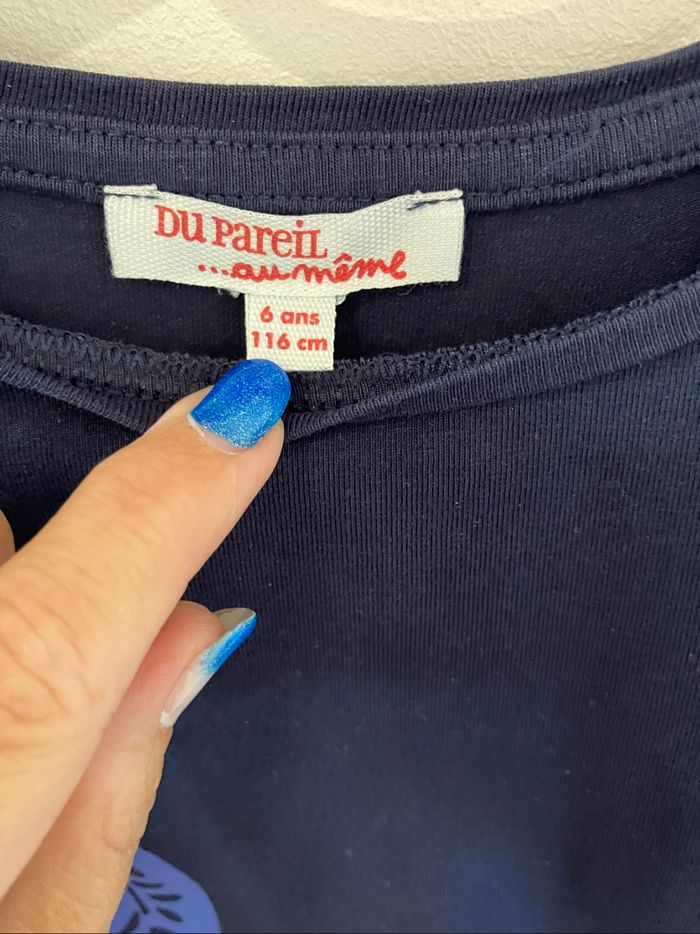 Du Pareil
...au même
6 ans
116 cm